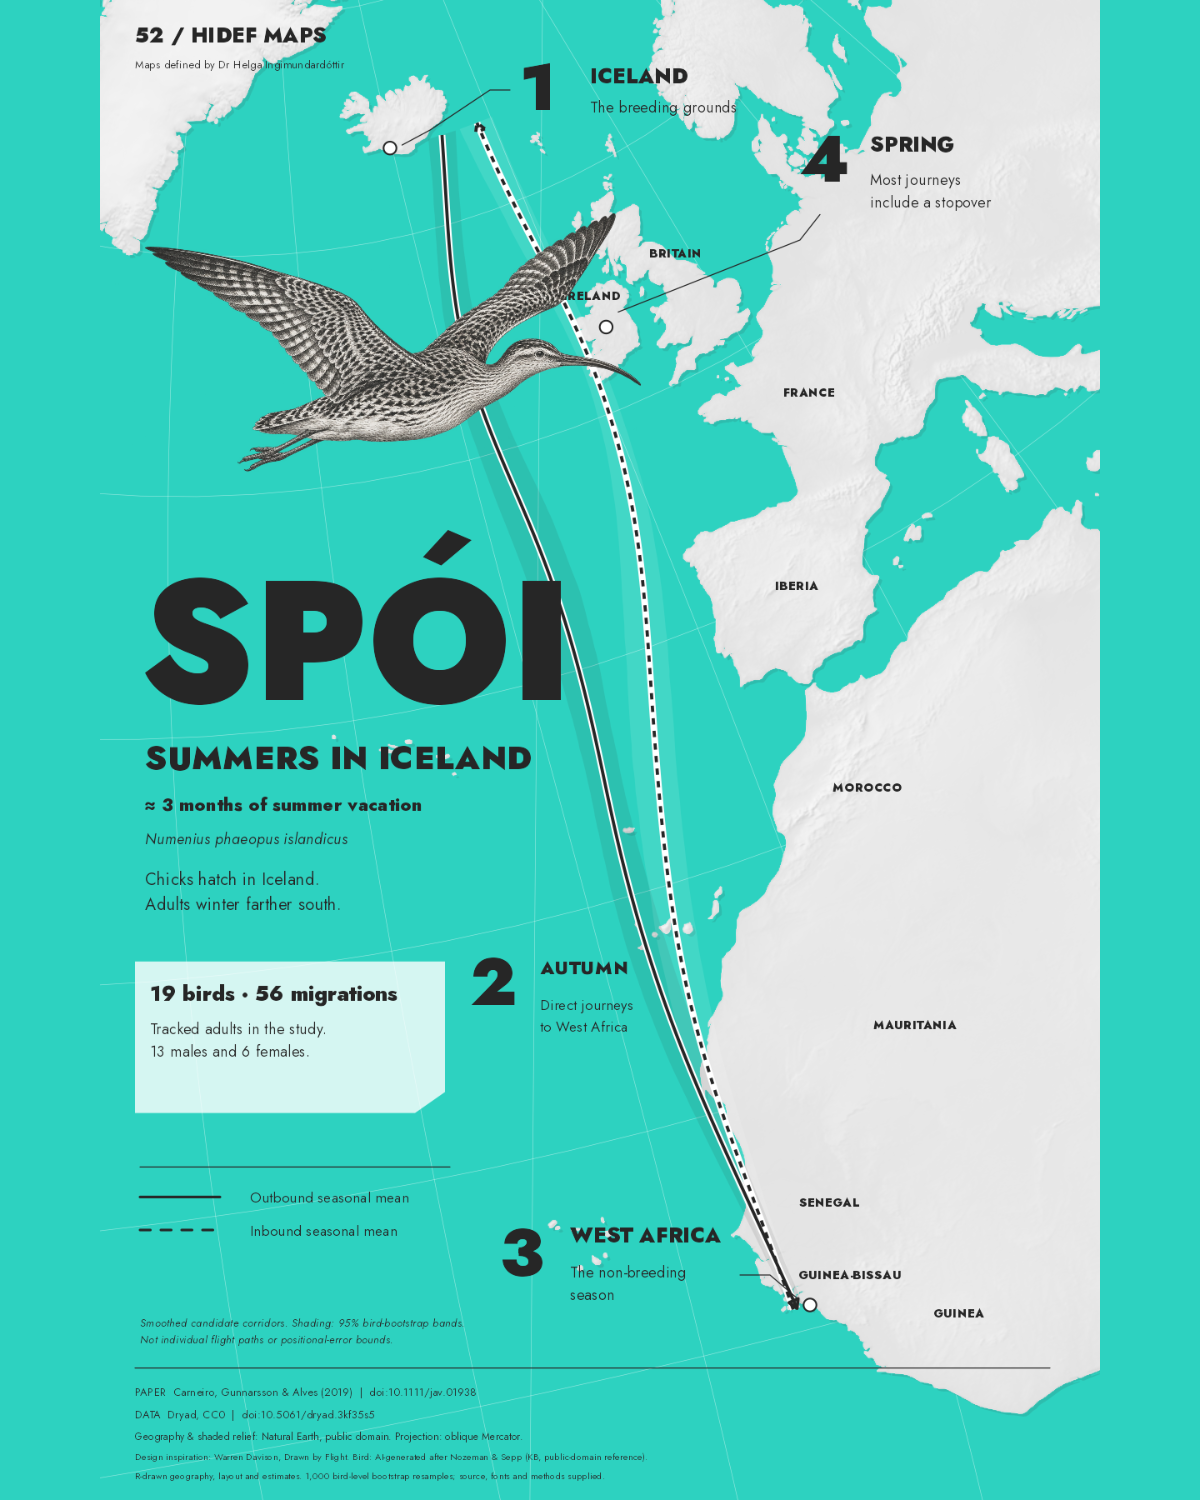 52 / HIDEF MAPS
Maps defined by Dr Helga Ingimundardóttir
1
ICELAND
The breeding grounds
4
SPRING
Most journeys
include a stopover
BRITAIN
IRELAND
FRANCE
IBERIA
SPÓI
SUMMERS IN ICELAND
≈ 3 months of summer vacation
Numenius phaeopus islandicus
Chicks hatch in Iceland.
Adults winter farther south.
MOROCCO
19 birds • 56 migrations
Tracked adults in the study.
13 males and 6 females.
2
AUTUMN
Direct journeys
to West Africa
MAURITANIA
Outbound seasonal mean
Inbound seasonal mean
SENEGAL
3
WEST AFRICA
The non-breeding
season
GUINEA-BISSAU
GUINEA
Smoothed candidate corridors. Shading: 95% bird-bootstrap bands.
Not individual flight paths or positional-error bounds.
PAPER Carneiro, Gunnarsson & Alves (2019) | doi:10.1111/jav.01938
DATA Dryad, CC0 | doi:10.5061/dryad.3kf35s5
Geography & shaded relief: Natural Earth, public domain. Projection: oblique Mercator.
Design inspiration: Warren Davison, Drawn by Flight. Bird: AI-generated after Nozeman & Sepp (KB, public-domain reference).
R-drawn geography, layout and estimates. 1,000 bird-level bootstrap resamples; source, fonts and methods supplied.